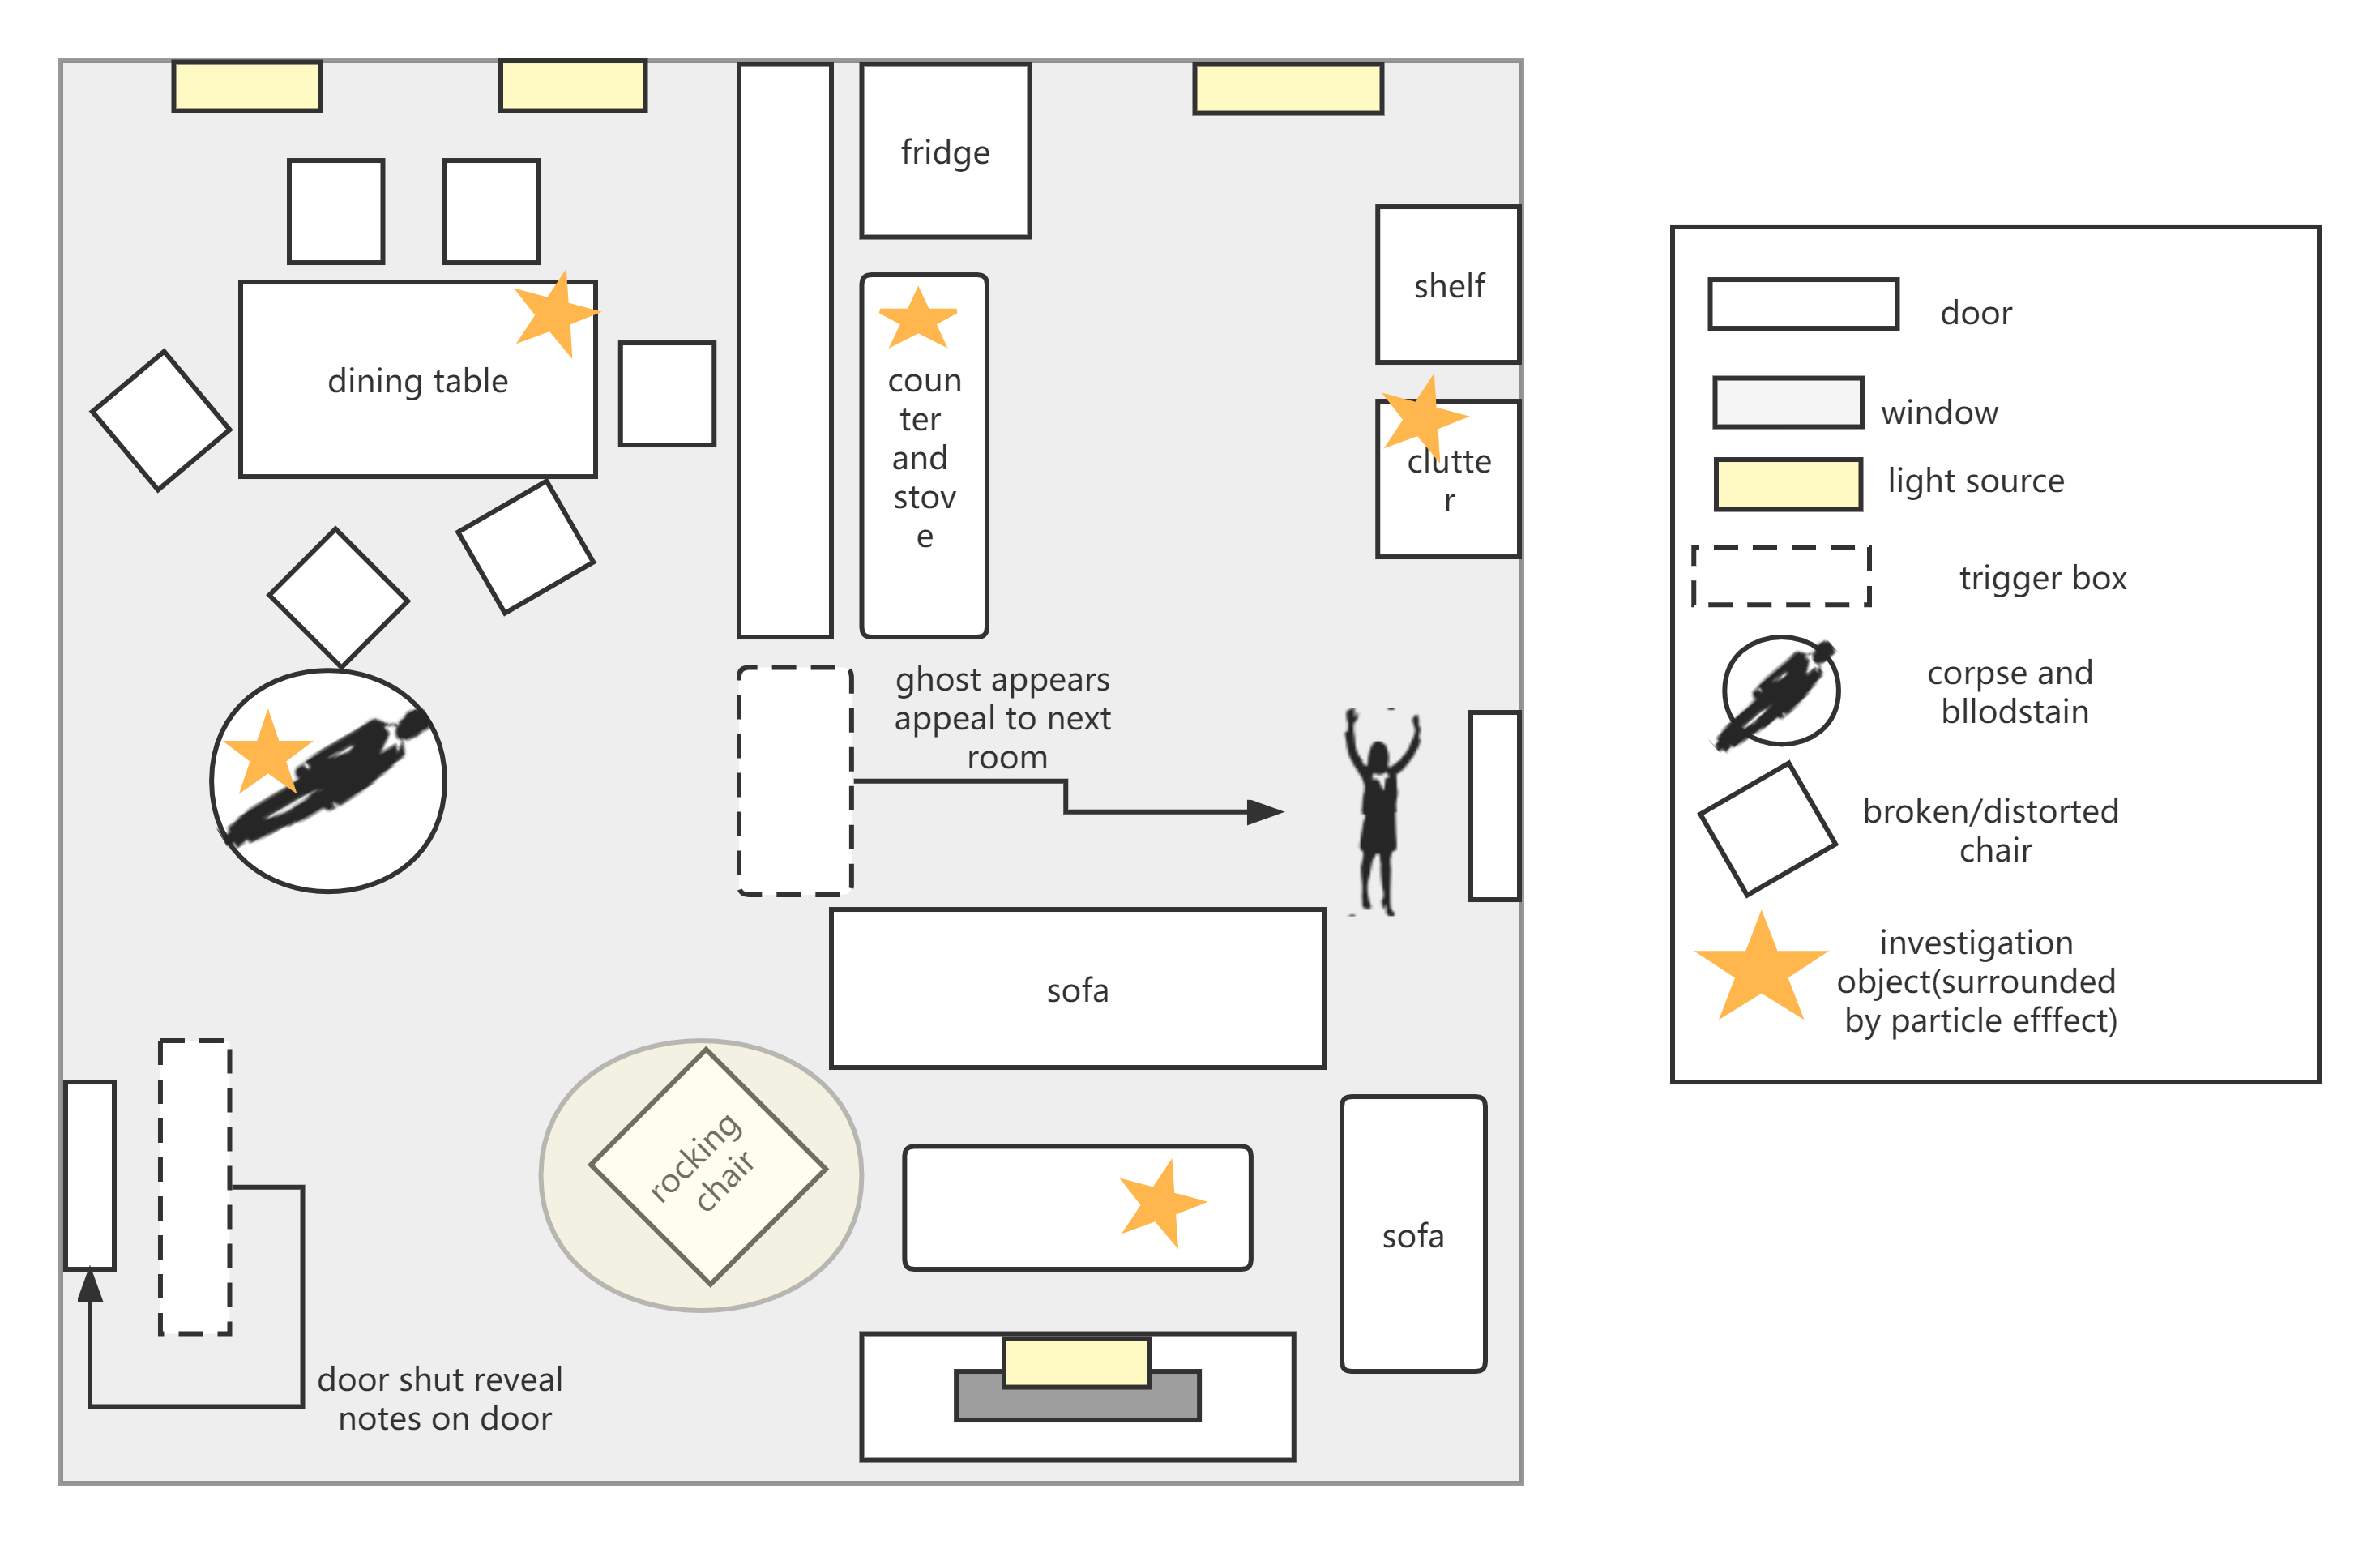 fridge
shelf
dining table
coun
ter
and
stov
e
clutte
r
ghost appears
appeal to next
room
sofa
rocking
chair
sofa
door shut reveal
notes on door
door
window
light source
trigger box
corpse and
bllodstain
broken/distorted
chair
investigation
object(surrounded
by particle efffect)